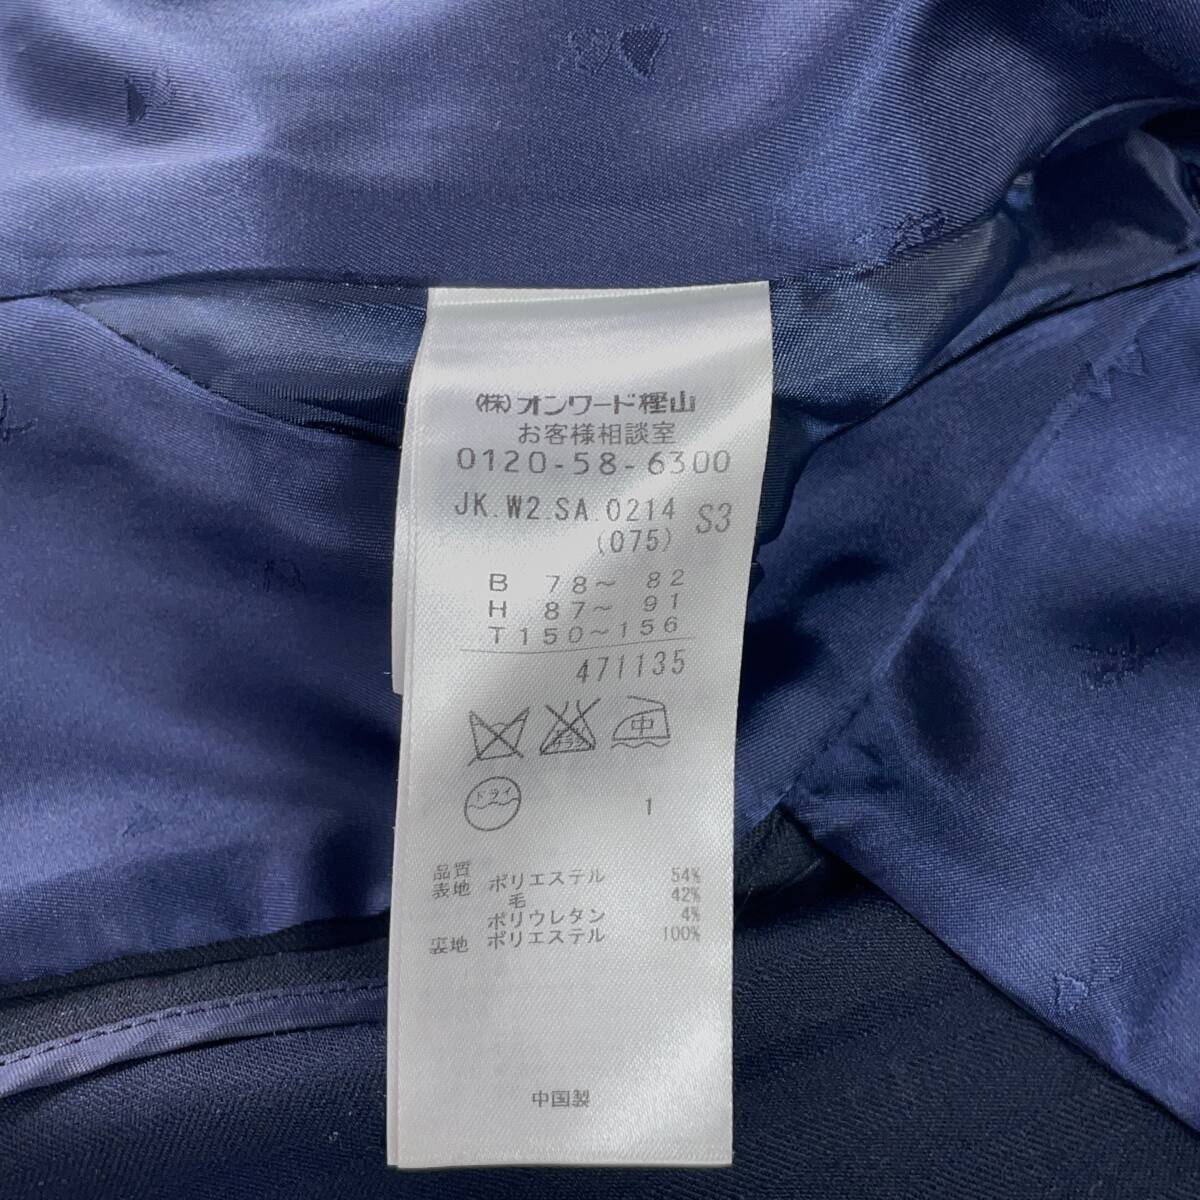 (株)オンワード樫山
お客様相談室
0120-58-6300
JK.W2.SA.0214 S3
(075)
B 78~ 82
H 87~ 91
T 150~156
471135
中
ドライ 1
品質
表地 ポリエステル 54%
毛 42%
ポリウレタン 4%
裏地 ポリエステル 100%
中国製